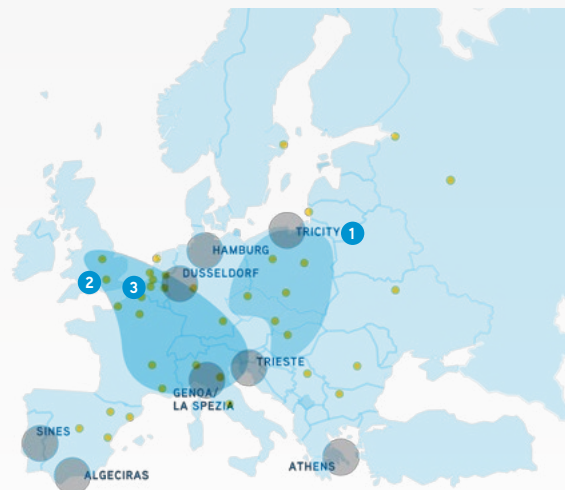 TRICITY 1
HAMBURG
DUSSELDORF
2
3
TRIESTE
GENOA/
LA SPEZIA
SINES
ATHENS
ALGECIRAS